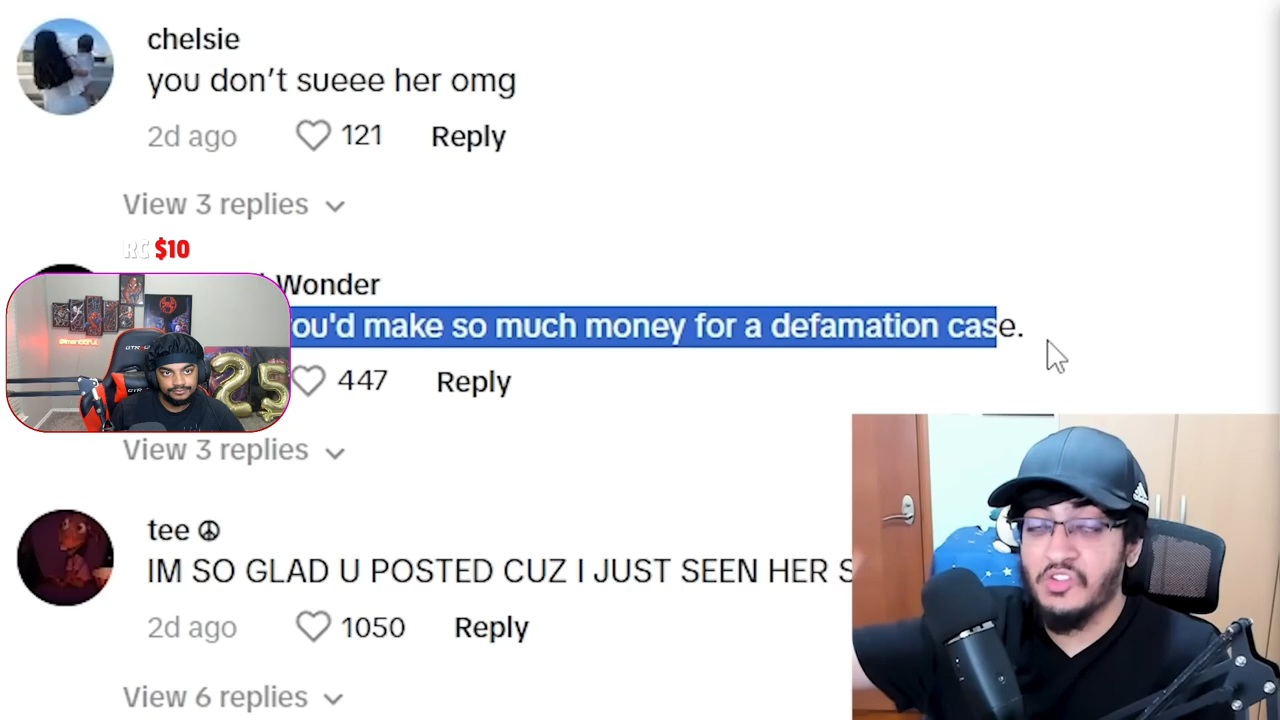 chelsie
you don't sueee her omg
2d ago 121 Reply
View 3 replies
RC $10
Wonder
ou'd make so much money for a defamation case.
447 Reply
View 3 replies
tee ☮
IM SO GLAD U POSTED CUZ I JUST SEEN HER S
2d ago 1050 Reply
View 6 replies
25